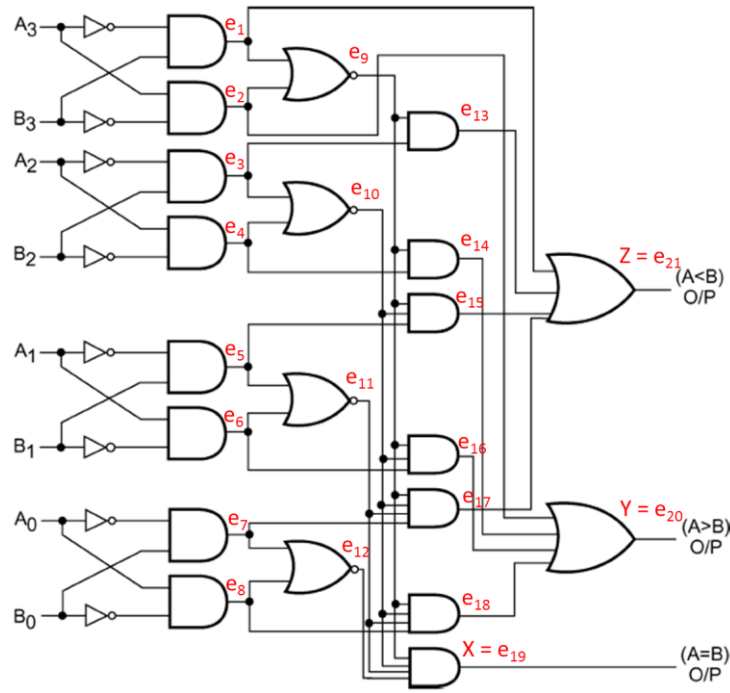 A3
e1
e9
e2
B3
e13
A2
e3
e10
e4
e14
B2
Z = e21
(A<B)
O/P
e15
A1
e5
e11
e6
e16
B1
e17
A0
e7
Y = e20
(A>B)
O/P
e12
e8
e18
B0
X = e19
(A=B)
O/P